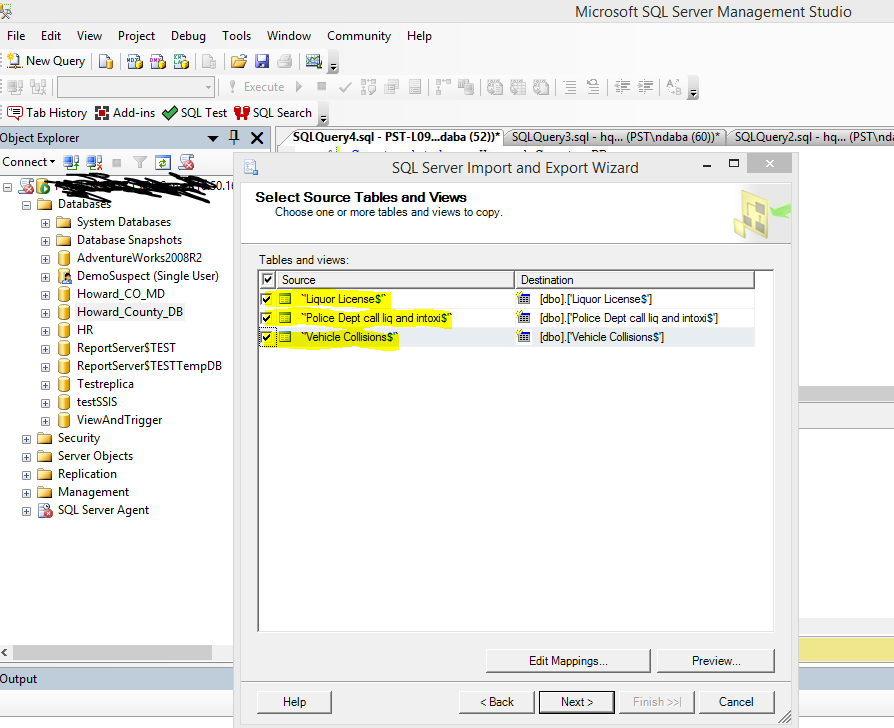 Microsoft SQL Server Management Studio
File Edit View Project Debug Tools Window Community Help
New Query
Execute
Tab History Add-ins SQL Test SQL Search
Object Explorer
SQLQuery4.sql - PST-L09...daba (52))* SQLQuery3.sql - hq... (PST\ndaba (60))* SQLQuery2.sql - hq... (PST\nda
Connect
Databases
System Databases
Database Snapshots
AdventureWorks2008R2
DemoSuspect (Single User)
Howard_CO_MD
Howard_County_DB
HR
ReportServer$TEST
ReportServer$TESTTempDB
Testreplica
testSSIS
ViewAndTrigger
Security
Server Objects
Replication
Management
SQL Server Agent
Output
SQL Server Import and Export Wizard
Select Source Tables and Views
Choose one or more tables and views to copy.
Tables and views:
Source Destination
`'Liquor License$'` [dbo].['Liquor License$']
`'Police Dept call liq and intoxi$'` [dbo].['Police Dept call liq and intoxi$']
`'Vehicle Collisions$'` [dbo].['Vehicle Collisions$']
Edit Mappings... Preview...
Help < Back Next > Finish >>| Cancel